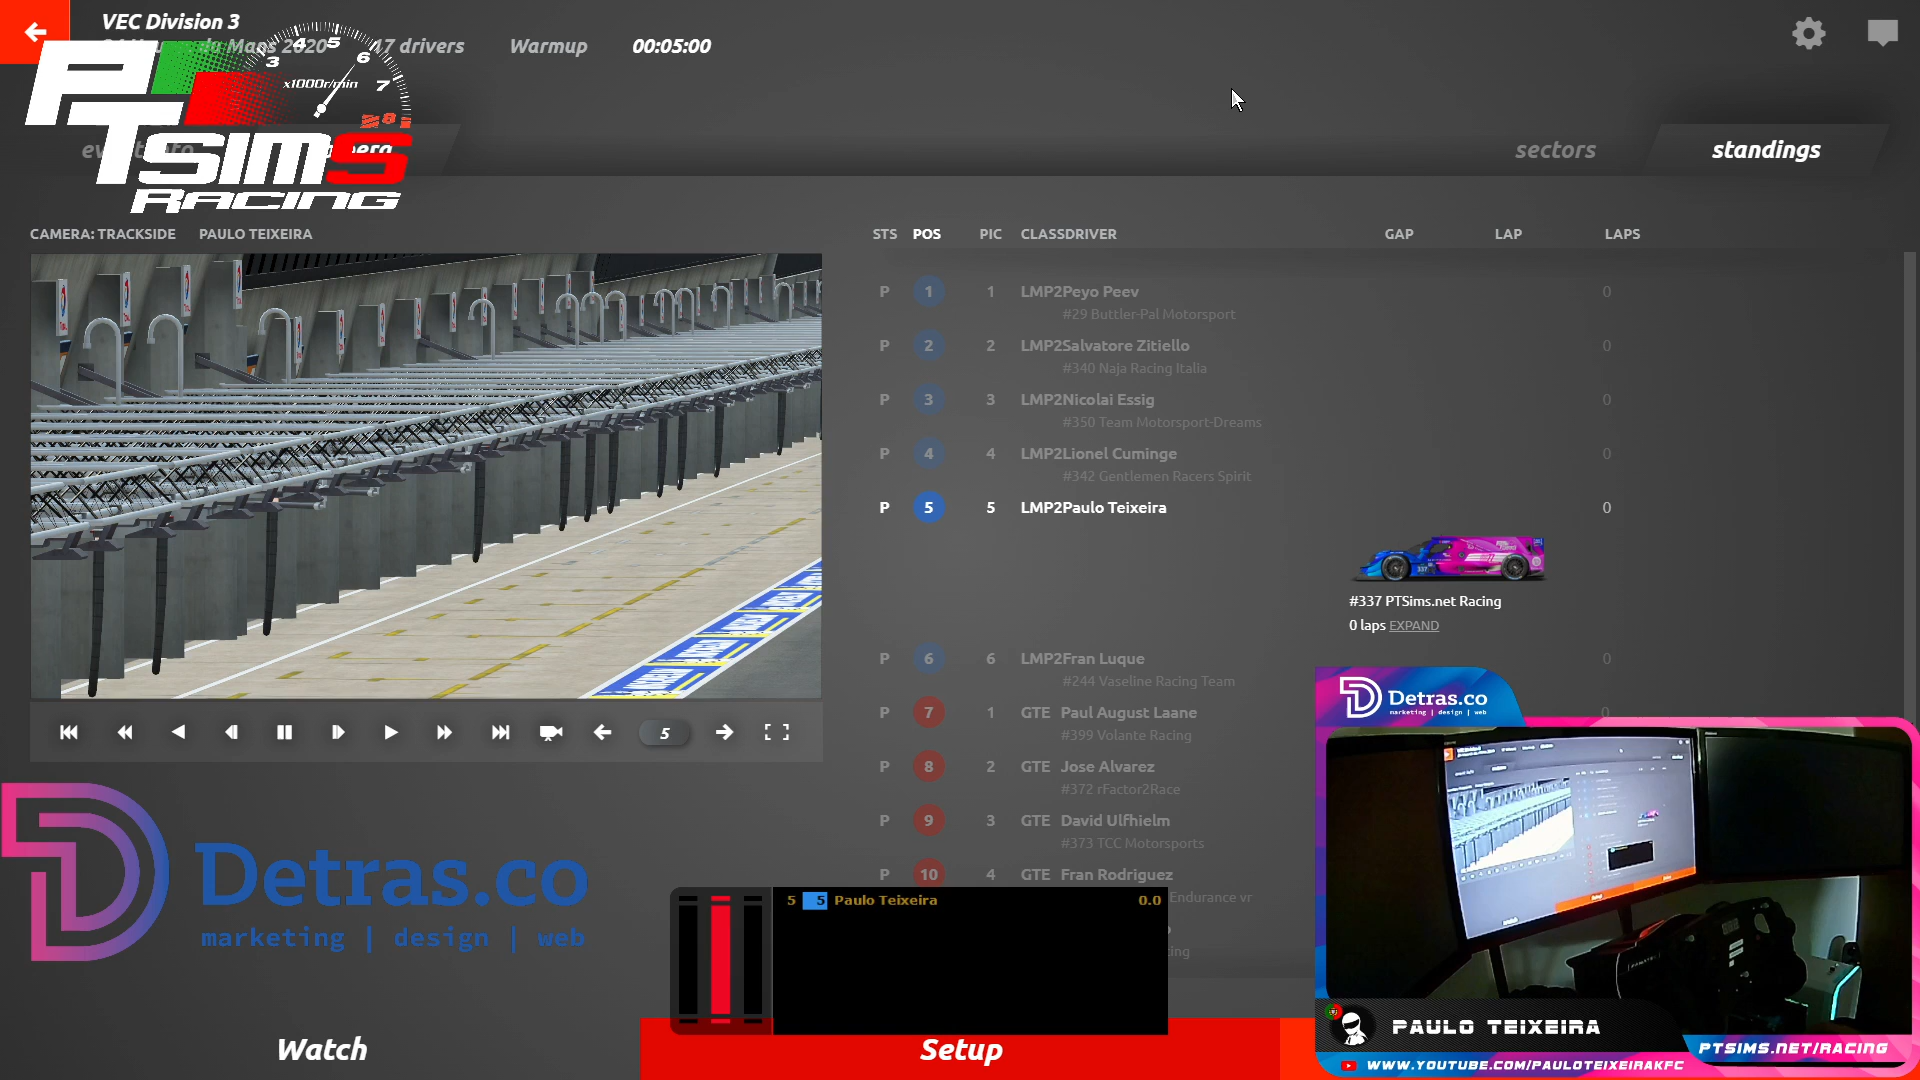 VEC Division 3
Mans 2020 17 drivers Warmup 00:05:00
3 4 5 6 7 8
x1000r/min
PTSIMS
RACING
sectors standings
CAMERA: TRACKSIDE PAULO TEIXEIRA
STS POS PIC CLASSDRIVER GAP LAP LAPS
P 1 1 LMP2Peyo Peev 0
#29 Buttler-Pal Motorsport
P 2 2 LMP2Salvatore Zitiello 0
#340 Naja Racing Italia
P 3 3 LMP2Nicolai Essig 0
#350 Team Motorsport-Dreams
P 4 4 LMP2Lionel Cuminge 0
#342 Gentlemen Racers Spirit
P 5 5 LMP2Paulo Teixeira 0
#337 PTSims.net Racing
0 laps EXPAND
P 6 6 LMP2Fran Luque 0
#244 Vaseline Racing Team
P 7 1 GTE Paul August Laane 0
#399 Volante Racing
P 8 2 GTE Jose Alvarez
#372 rFactor2Race
P 9 3 GTE David Ulfhielm
#373 TCC Motorsports
P 10 4 GTE Fran Rodriguez
Endurance vr
5
Detras.co
marketing | design | web
5 5 Paulo Teixeira 0.0
Watch Setup
Detras.co
marketing | design | web
PAULO TEIXEIRA
PTSIMS.NET/RACING
WWW.YOUTUBE.COM/PAULOTEIXEIRAKFC